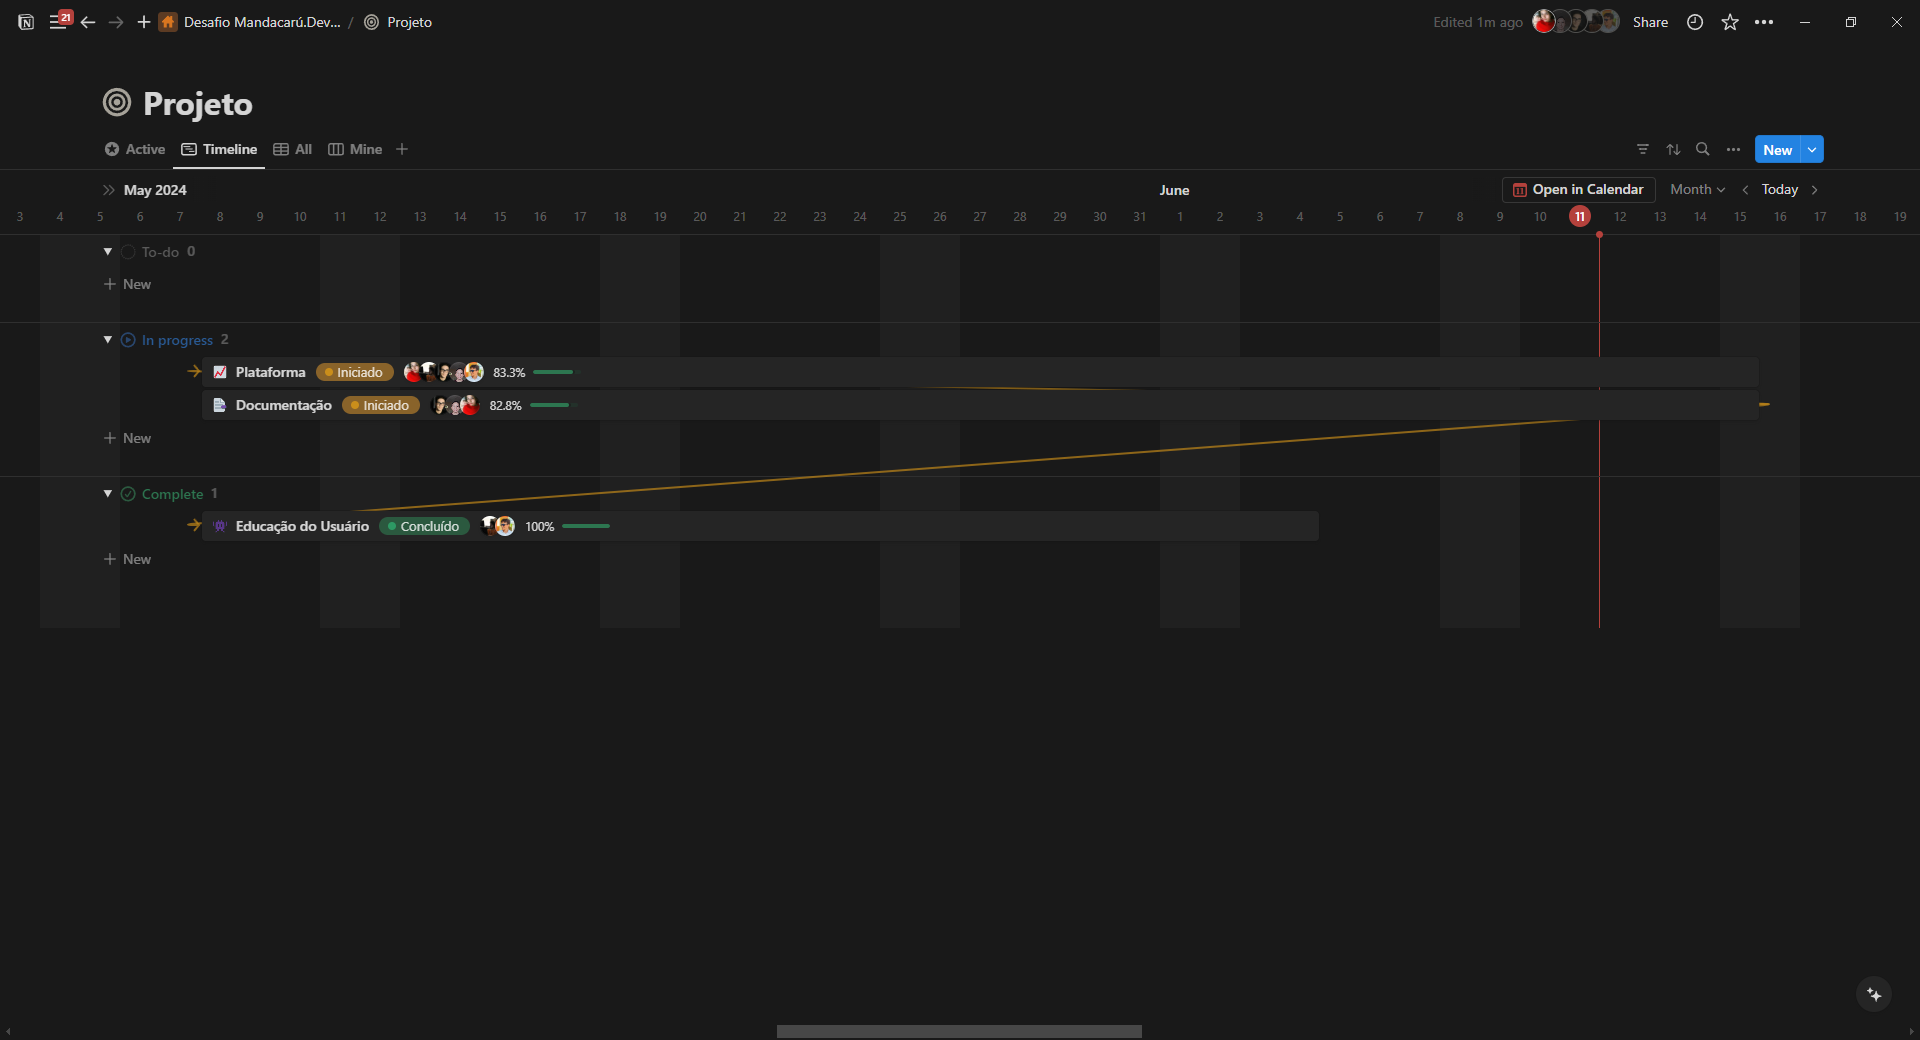 21 Desafio Mandacarú.Dev... / Projeto Edited 1m ago Share
Projeto
Active Timeline All Mine New
May 2024 June Open in Calendar Month Today
3 4 5 6 7 8 9 10 11 12 13 14 15 16 17 18 19 20 21 22 23 24 25 26 27 28 29 30 31 1 2 3 4 5 6 7 8 9 10 11 12 13 14 15 16 17 18 19
To-do 0
New
In progress 2
Plataforma Iniciado 83.3%
Documentação Iniciado 82.8%
New
Complete 1
Educação do Usuário Concluído 100%
New